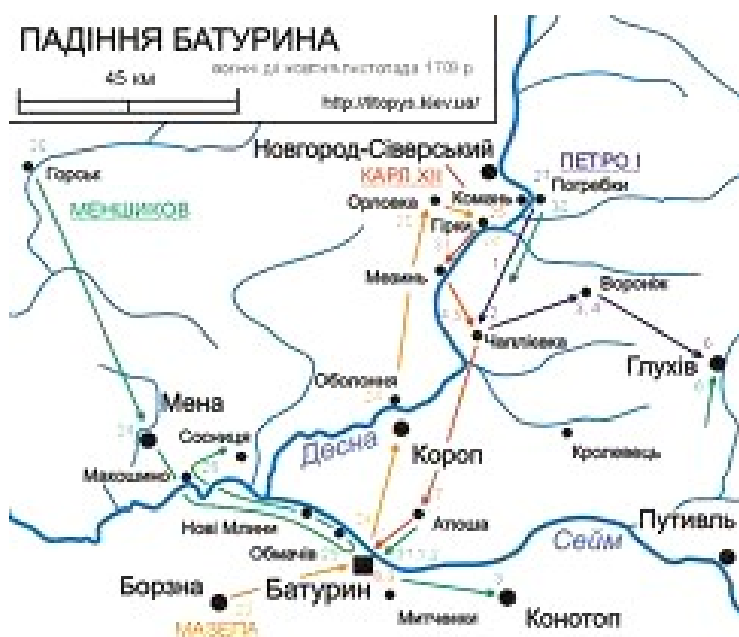 ПАДІННЯ БАТУРИНА
45 км
http://litopys.kiev.ua/
Новгород-Сіверський
КАРЛ XII
ПЕТРО I
Горськ
МЕНШИКОВ
Орловка
Комань
Погребки
Гірки
Мезинь
Вороніж
Чаплієвка
Глухів
Оболоння
Мена
Сосниця
Десна
Короп
Кролевець
Макошино
Нові Млини
Атюша
Сейм
Путивль
Обмачів
Борзна
Батурин
МАЗЕПА
Митченки
Конотоп